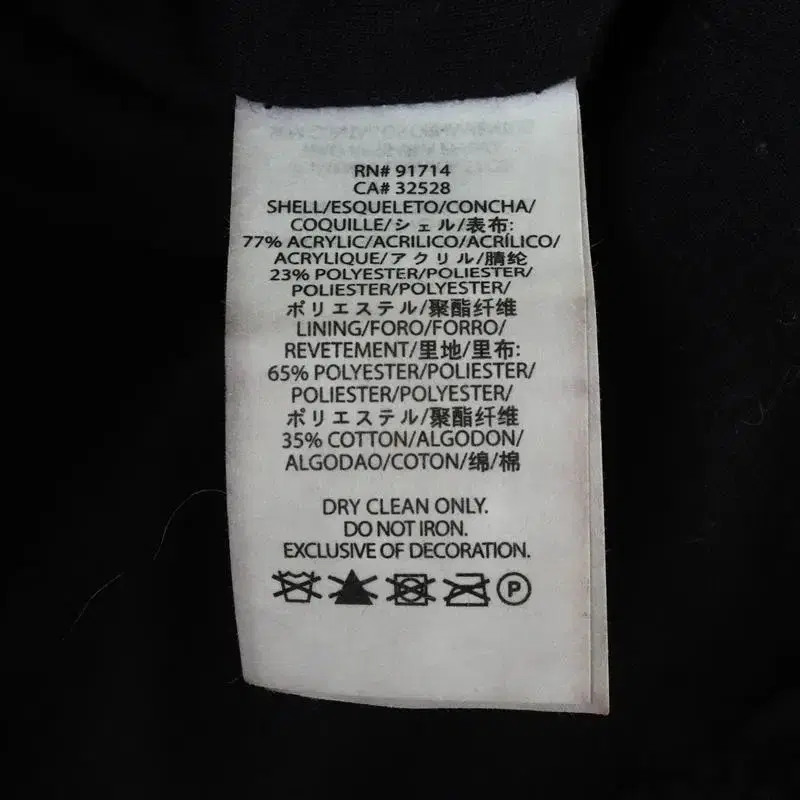 RN# 91714
CA# 32528
SHELL/ESQUELETO/CONCHA/
COQUILLE/シェル/表布:
77% ACRYLIC/ACRILICO/ACRÍLICO/
ACRYLIQUE/アクリル/腈纶
23% POLYESTER/POLIESTER/
POLIÉSTER/POLYESTER/
ポリエステル/聚酯纤维
LINING/FORO/FORRO/
REVETEMENT/里地/里布:
65% POLYESTER/POLIESTER/
POLIÉSTER/POLYESTER/
ポリエステル/聚酯纤维
35% COTTON/ALGODON/
ALGODAO/COTON/绵/棉
DRY CLEAN ONLY.
DO NOT IRON.
EXCLUSIVE OF DECORATION.
P